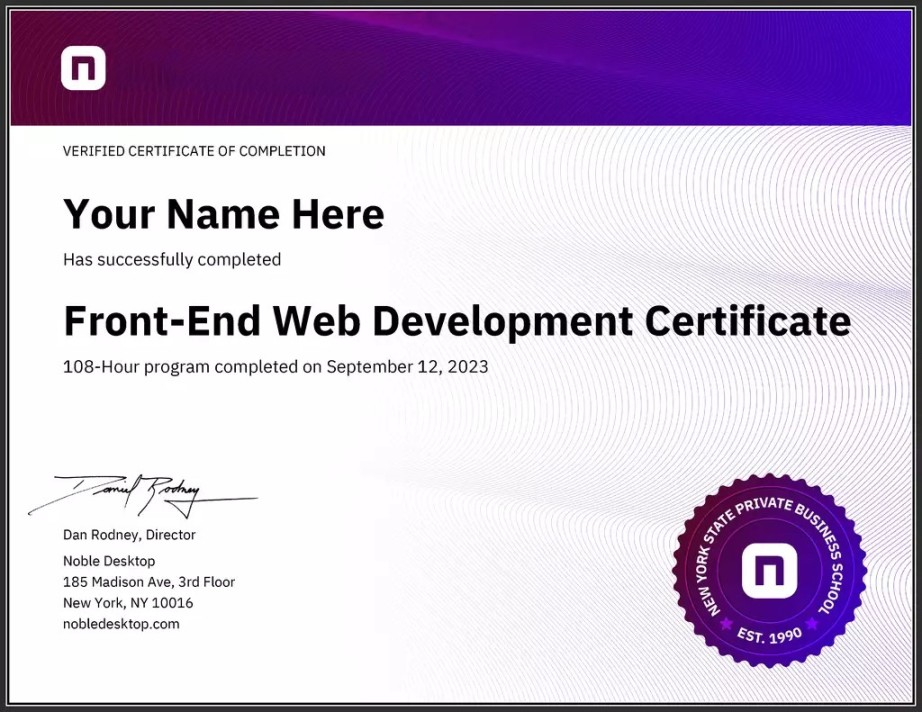 VERIFIED CERTIFICATE OF COMPLETION
Your Name Here
Has successfully completed
Front-End Web Development Certificate
108-Hour program completed on September 12, 2023
Daniel Rodney
Dan Rodney, Director
Noble Desktop
185 Madison Ave, 3rd Floor
New York, NY 10016
nobledesktop.com
n
NEW YORK STATE PRIVATE BUSINESS SCHOOL
EST. 1990